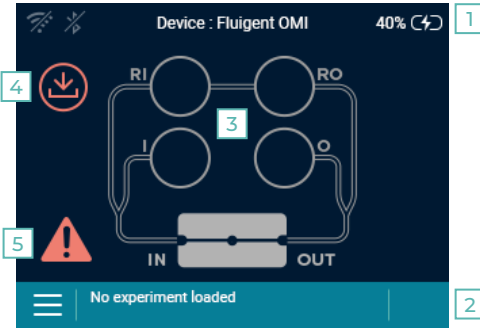 Device : Fluigent OMI
40%
1
4
RI
RO
3
I
O
5
IN
OUT
No experiment loaded
2